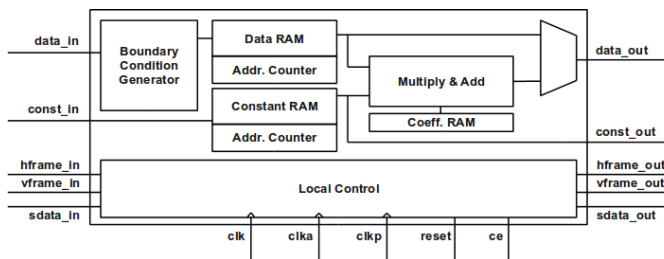 data_in
Boundary
Condition
Generator
Data RAM
Addr. Counter
Multiply & Add
data_out
const_in
Constant RAM
Addr. Counter
Coeff. RAM
const_out
hframe_in
vframe_in
sdata_in
Local Control
hframe_out
vframe_out
sdata_out
clk
clka
clkp
reset
ce